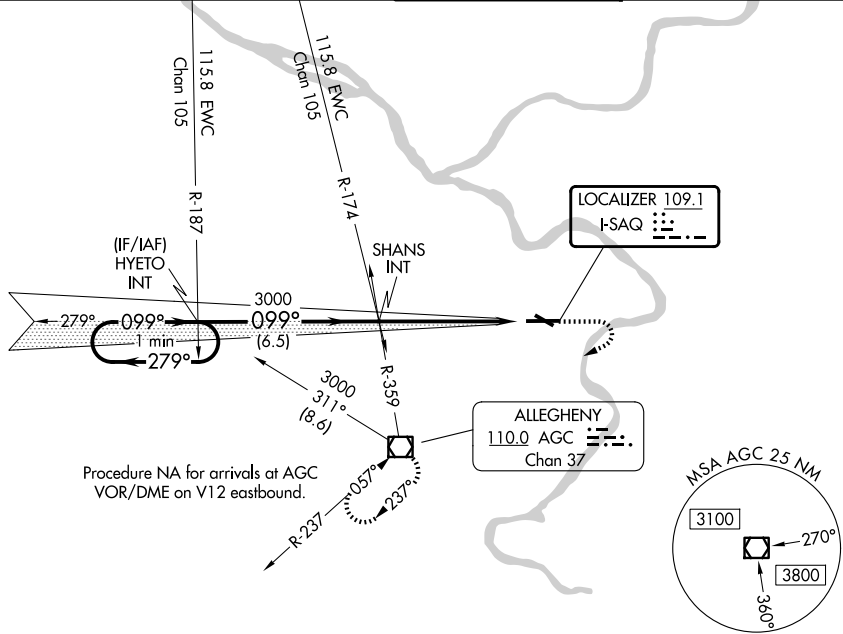 115.8 EWC
Chan 105
R-187
115.8 EWC
Chan 105
R-174
LOCALIZER 109.1
I-SAQ
(IF/IAF)
HYETO
INT
SHANS
INT
3000
279°
099°
099°
1 min
(6.5)
279°
R-359
3000
311°
(8.6)
ALLEGHENY
110.0 AGC
Chan 37
Procedure NA for arrivals at AGC
VOR/DME on V12 eastbound.
057°
237°
R-237
MSA AGC 25 NM
3100
270°
3800
360°